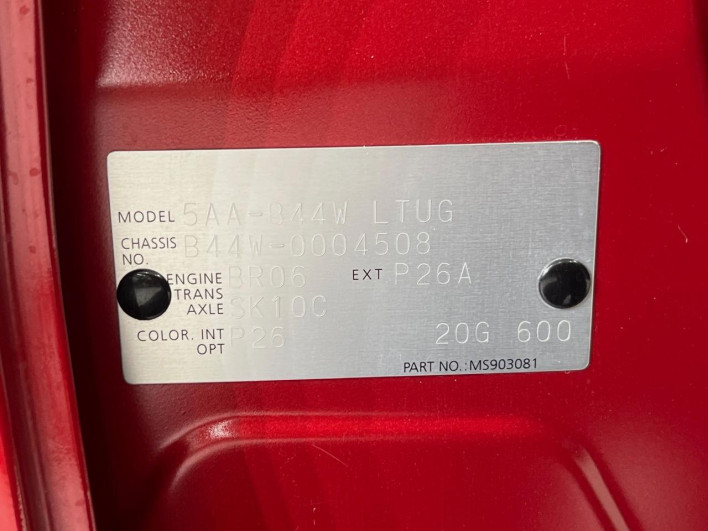 MODEL 5AA-B44W LTUG
CHASSIS NO. B44W-0004508
ENGINE BR06 EXT P26A
TRANS AXLE SK10C
COLOR. INT P26 20G 600
OPT
PART NO.: MS903081